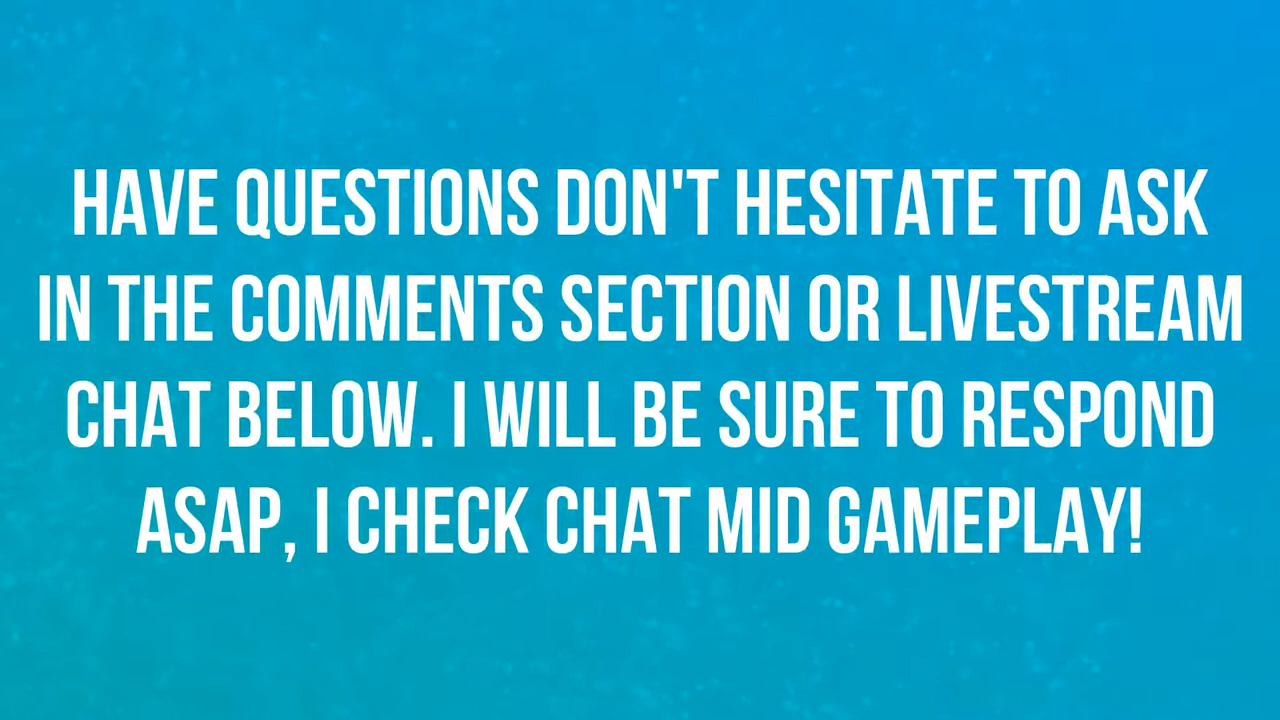 HAVE QUESTIONS DON'T HESITATE TO ASK
IN THE COMMENTS SECTION OR LIVESTREAM
CHAT BELOW. I WILL BE SURE TO RESPOND
ASAP, I CHECK CHAT MID GAMEPLAY!